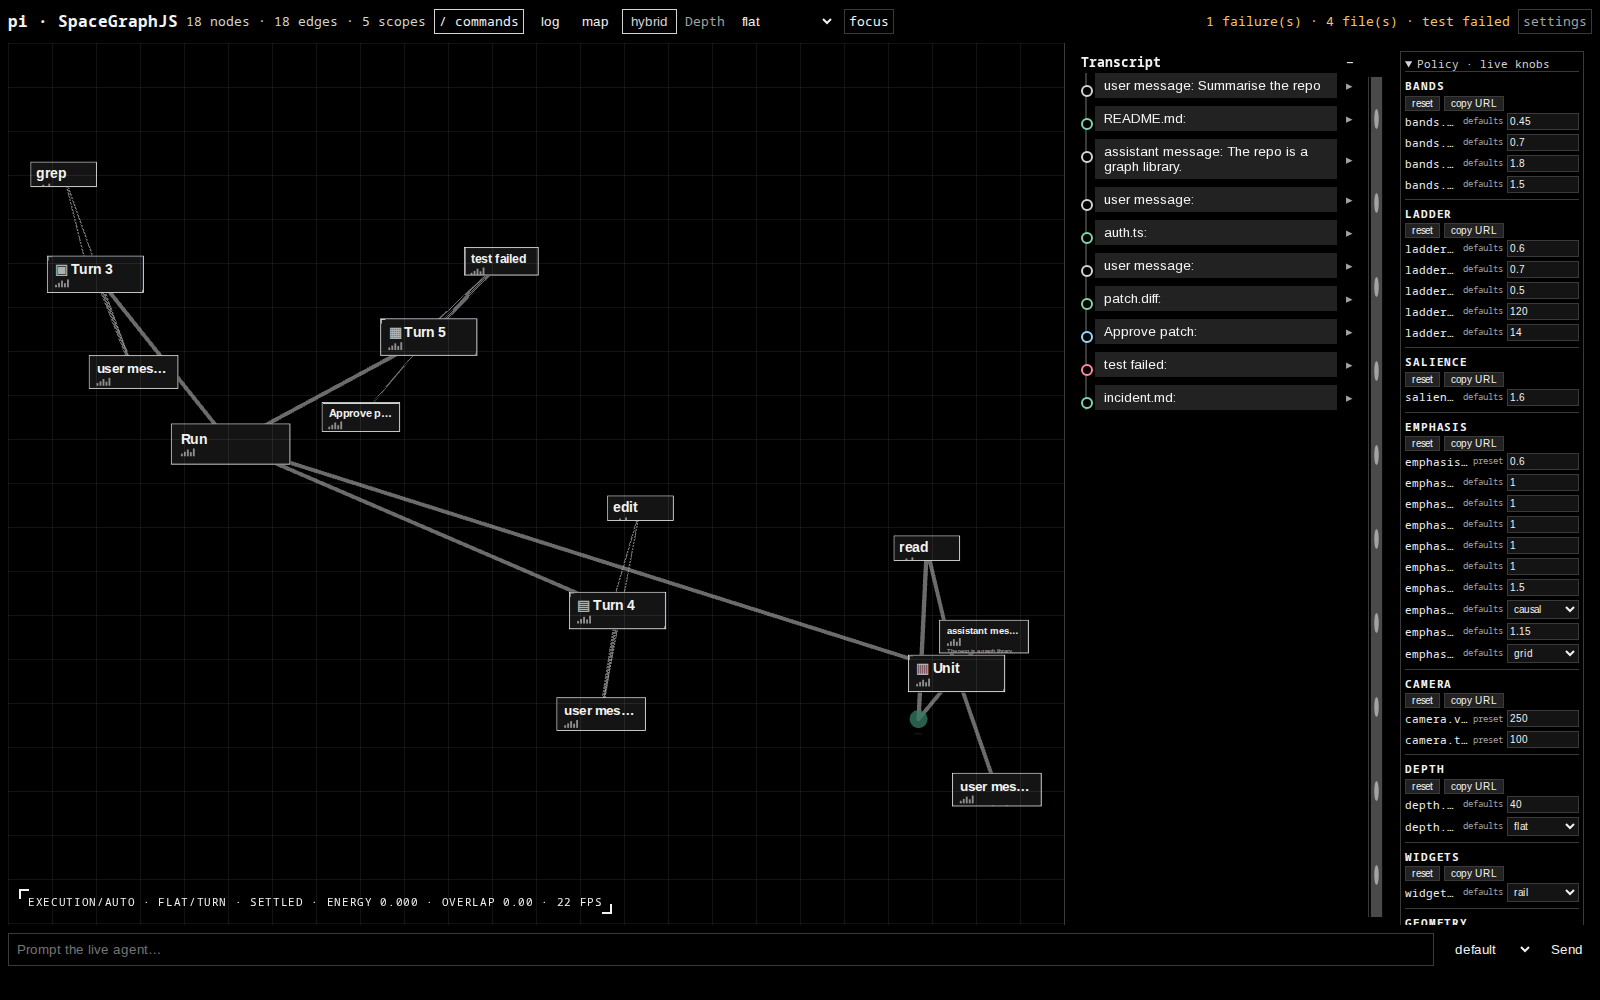 pi · SpaceGraphJS 18 nodes · 18 edges · 5 scopes / commands log map hybrid Depth flat focus 1 failure(s) · 4 file(s) · test failed settings
grep
Turn 3
user mes…
test failed
Turn 5
Approve p…
Run
edit
Turn 4
user mes…
read
assistant mes…
The repo is a graph library.
Unit
user mes…
EXECUTION/AUTO · FLAT/TURN · SETTLED · ENERGY 0.000 · OVERLAP 0.00 · 22 FPS
Transcript –
user message: Summarise the repo
README.md:
assistant message: The repo is a
graph library.
user message:
auth.ts:
user message:
patch.diff:
Approve patch:
test failed:
incident.md:
Policy · live knobs
BANDS
reset copy URL
bands.… defaults 0.45
bands.… defaults 0.7
bands.… defaults 1.8
bands.… defaults 1.5
LADDER
reset copy URL
ladder… defaults 0.6
ladder… defaults 0.7
ladder… defaults 0.5
ladder… defaults 120
ladder… defaults 14
SALIENCE
reset copy URL
salien… defaults 1.6
EMPHASIS
reset copy URL
emphasis… preset 0.6
emphas… defaults 1
emphas… defaults 1
emphas… defaults 1
emphas… defaults 1
emphas… defaults 1
emphas… defaults 1.5
emphas… defaults causal
emphas… defaults 1.15
emphas… defaults grid
CAMERA
reset copy URL
camera.v… preset 250
camera.t… preset 100
DEPTH
reset copy URL
depth.… defaults 40
depth.… defaults flat
WIDGETS
reset copy URL
widget… defaults rail
GEOMETRY
Prompt the live agent… default Send